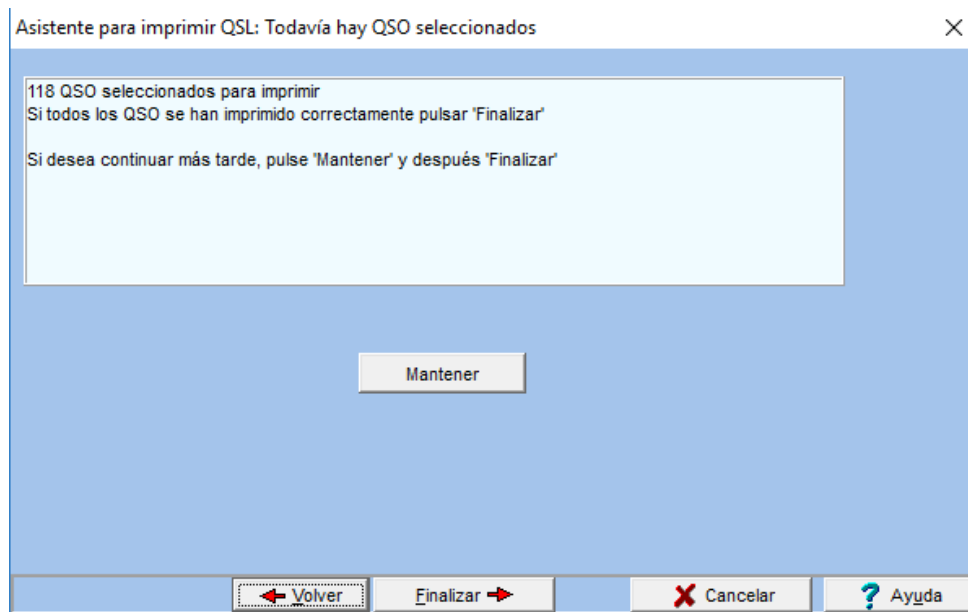 Asistente para imprimir QSL: Todavía hay QSO seleccionados
118 QSO seleccionados para imprimir
Si todos los QSO se han imprimido correctamente pulsar 'Finalizar'
Si desea continuar más tarde, pulse 'Mantener' y después 'Finalizar'
Mantener
Volver
Finalizar
Cancelar
? Ayuda